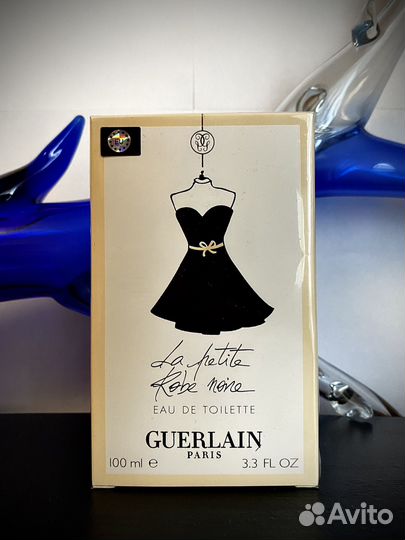 La petite
Robe noire
EAU DE TOILETTE
GUERLAIN
PARIS
100 ml e 3.3 FL OZ
Avito